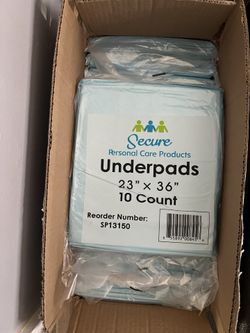 Secure
Personal Care Products
Underpads
23" × 36"
10 Count
Reorder Number:
SP13150